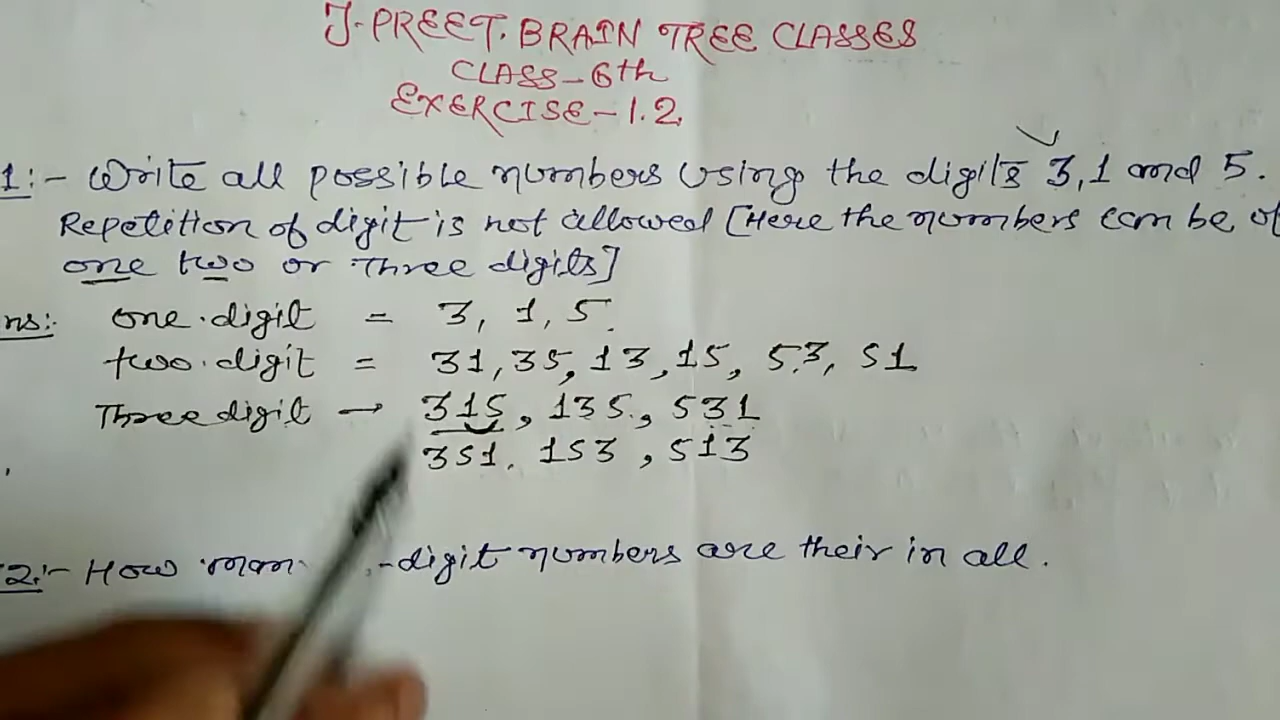 J-PREET. BRAIN TREE CLASSES
CLASS-6th
EXERCISE-1.2.
1:- Write all possible numbers using the digits 3,1 and 5.
Repetition of digit is not allowed [Here the numbers can be of
one two or Three digits]
ns:- one.digit = 3, 1, 5.
two.digit = 31, 35, 13, 15, 53, 51
Three digit → 315, 135, 531
351, 153, 513
2:- How -digit numbers are their in all.